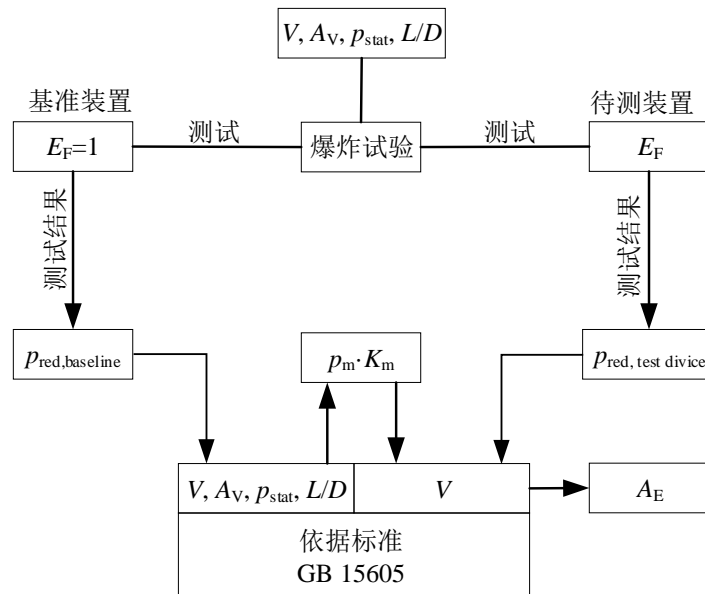 V, A_V, p_stat, L/D
基准装置
待测装置
E_F=1
测试
爆炸试验
测试
E_F
测试结果
测试结果
p_red,baseline
p_m·K_m
p_red, test divice
V, A_V, p_stat, L/D
V
A_E
依据标准
GB 15605